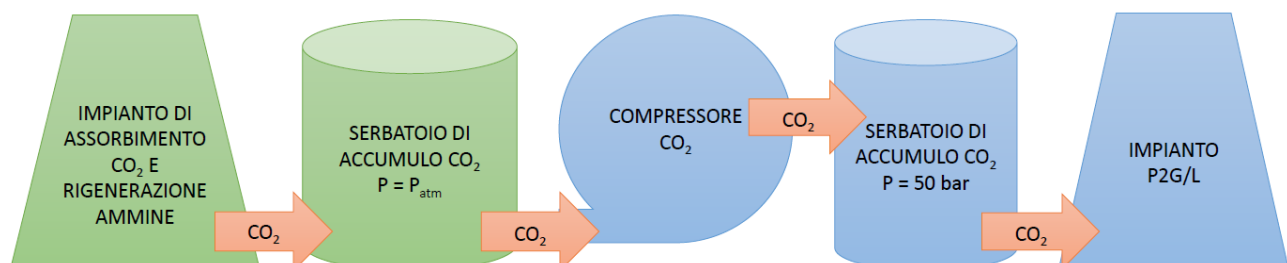 IMPIANTO DI
ASSORBIMENTO
CO₂ E
RIGENERAZIONE
AMMINE
CO₂
SERBATOIO DI
ACCUMULO CO₂
P = Pₐₜₘ
CO₂
COMPRESSORE
CO₂
CO₂
SERBATOIO DI
ACCUMULO CO₂
P = 50 bar
CO₂
IMPIANTO
P2G/L